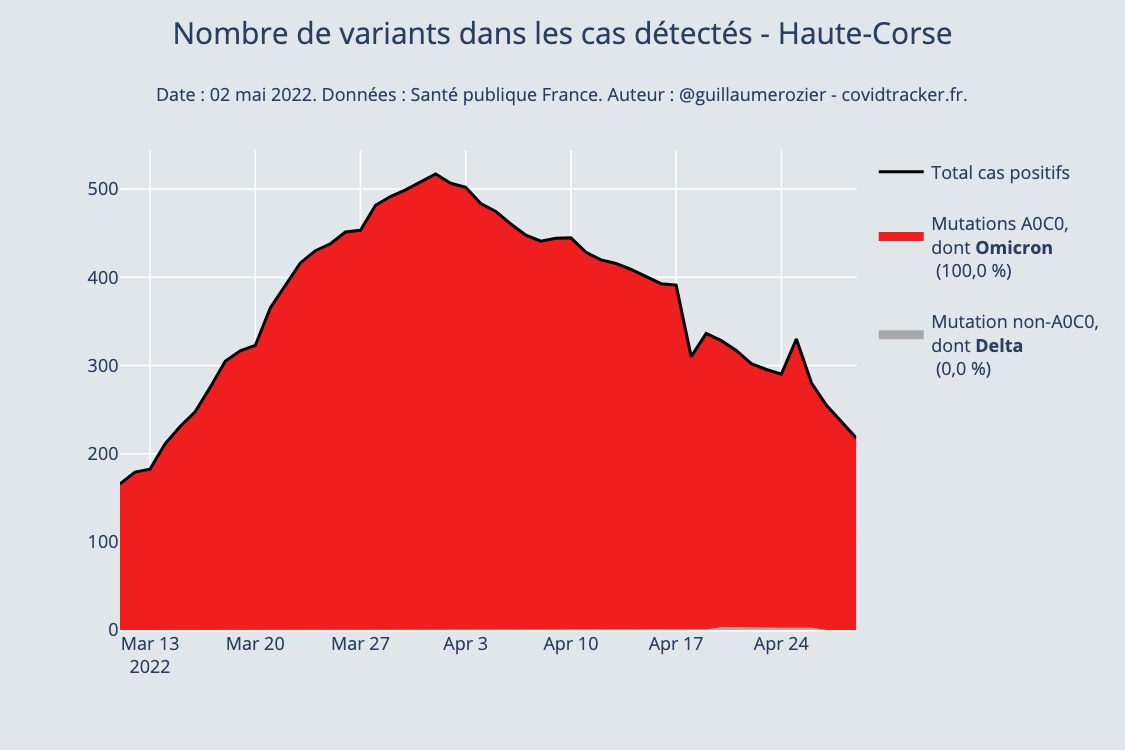 Nombre de variants dans les cas détectés - Haute-Corse
Date : 02 mai 2022. Données : Santé publique France. Auteur : @guillaumerozier - covidtracker.fr.
500
400
300
200
100
0
Mar 13
2022
Mar 20
Mar 27
Apr 3
Apr 10
Apr 17
Apr 24
Total cas positifs
Mutations A0C0,
dont Omicron
(100,0 %)
Mutation non-A0C0,
dont Delta
(0,0 %)